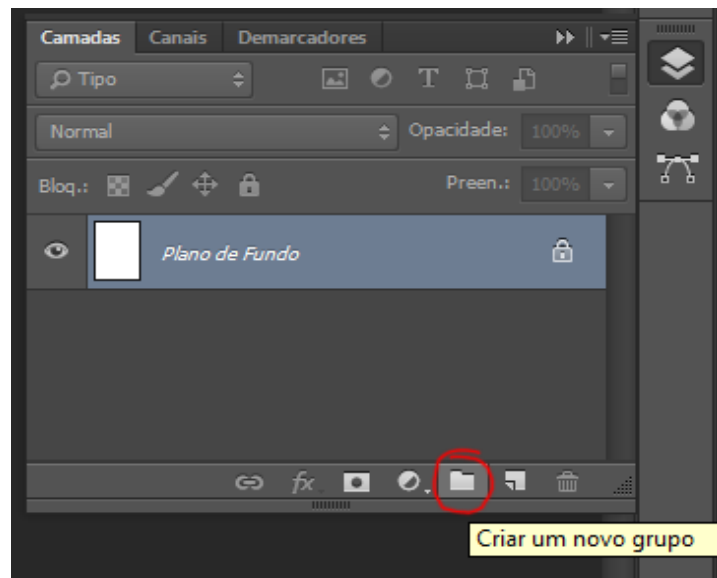 Camadas Canais Demarcadores
Tipo
Normal Opacidade: 100%
Bloq.: Preen.: 100%
Plano de Fundo
fx
Criar um novo grupo